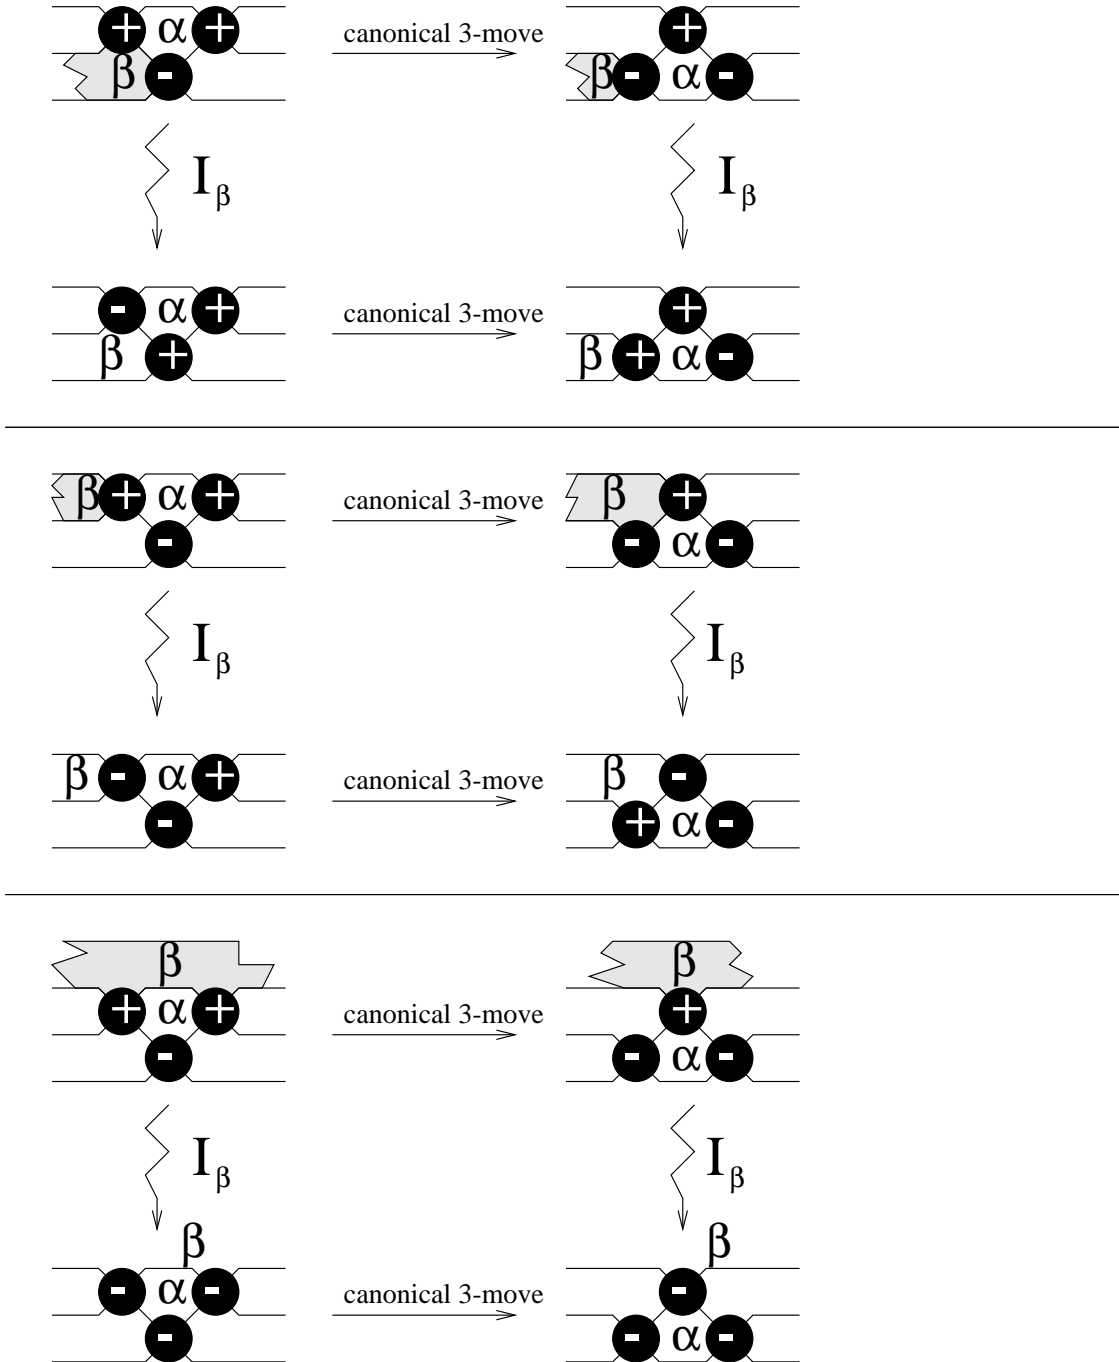 + α + canonical 3-move +
β - β - α -
I β I β
- α + canonical 3-move +
β + β + α -
β + α + canonical 3-move β +
- - α -
I β I β
β - α + canonical 3-move β -
- + α -
β β
+ α + canonical 3-move +
- - α -
I β I β
β β
- α - canonical 3-move -
- - α -